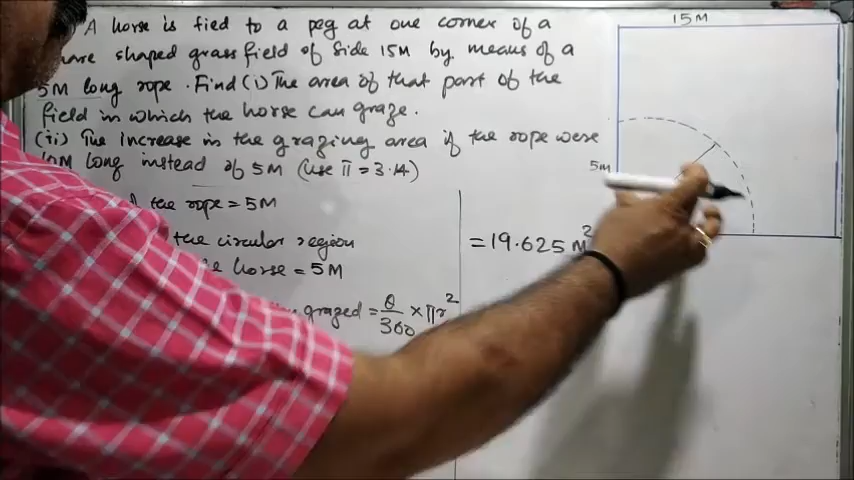 A horse is tied to a peg at one corner of a
shaped grass field of side 15M by means of a
5M long rope. Find (i) The area of that part of the
field in which the horse can graze.
(ii) The increase in the grazing area if the rope were
10M long instead of 5M (use π = 3.14)
the rope = 5M
the circular region
horse = 5M
grazed = θ/360 × πr²
= 19.625 M²
15M
5M